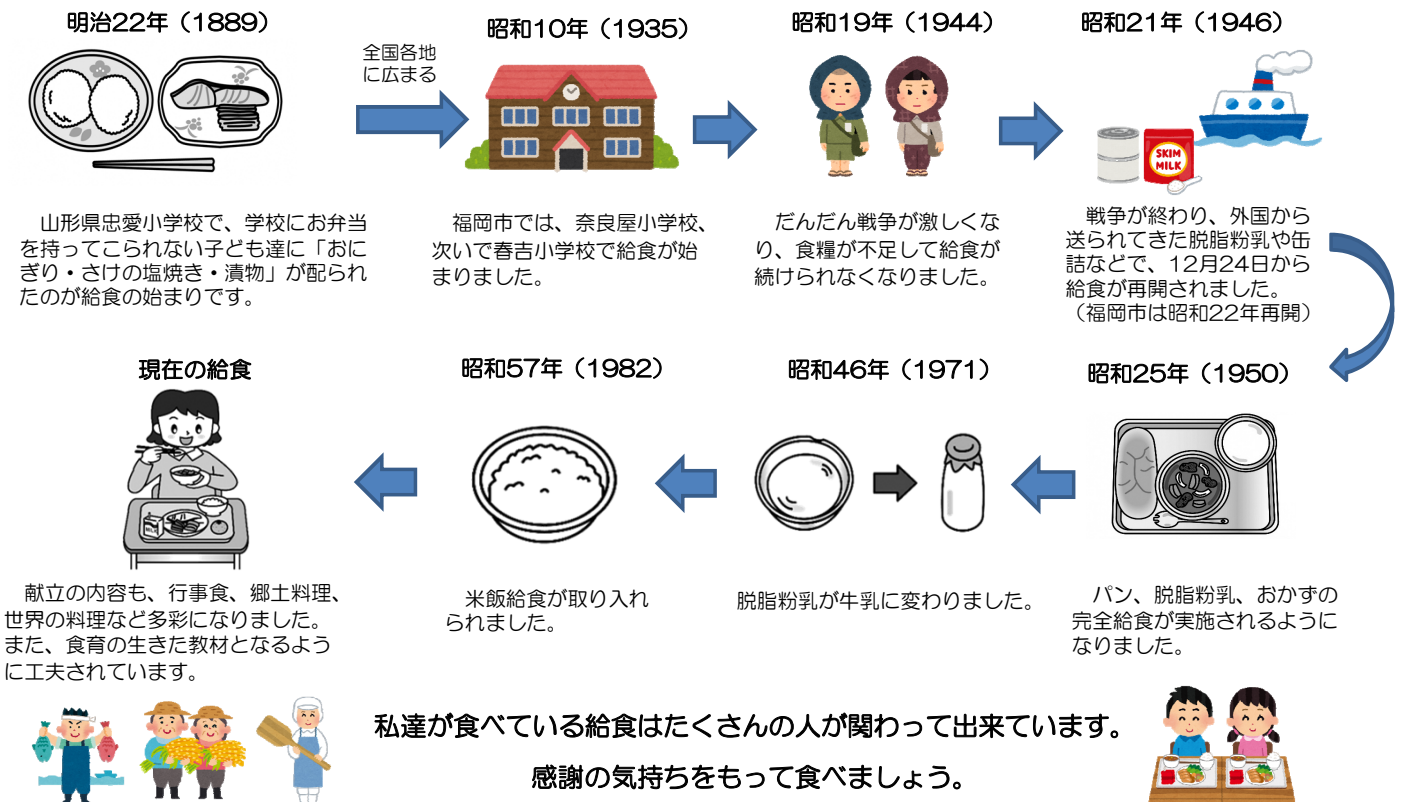 明治22年（1889）
全国各地
に広まる
山形県忠愛小学校で、学校にお弁当
を持ってこられない子ども達に「おに
ぎり・さけの塩焼き・漬物」が配られ
たのが給食の始まりです。
昭和10年（1935）
福岡市では、奈良屋小学校、
次いで春吉小学校で給食が始
まりました。
昭和19年（1944）
だんだん戦争が激しくな
り、食糧が不足して給食が
続けられなくなりました。
昭和21年（1946）
SKIM
MILK
戦争が終わり、外国から
送られてきた脱脂粉乳や缶
詰などで、12月24日から
給食が再開されました。
（福岡市は昭和22年再開）
昭和25年（1950）
パン、脱脂粉乳、おかずの
完全給食が実施されるように
なりました。
昭和46年（1971）
脱脂粉乳が牛乳に変わりました。
昭和57年（1982）
米飯給食が取り入れ
られました。
現在の給食
献立の内容も、行事食、郷土料理、
世界の料理など多彩になりました。
また、食育の生きた教材となるよう
に工夫されています。
私達が食べている給食はたくさんの人が関わって出来ています。
感謝の気持ちをもって食べましょう。